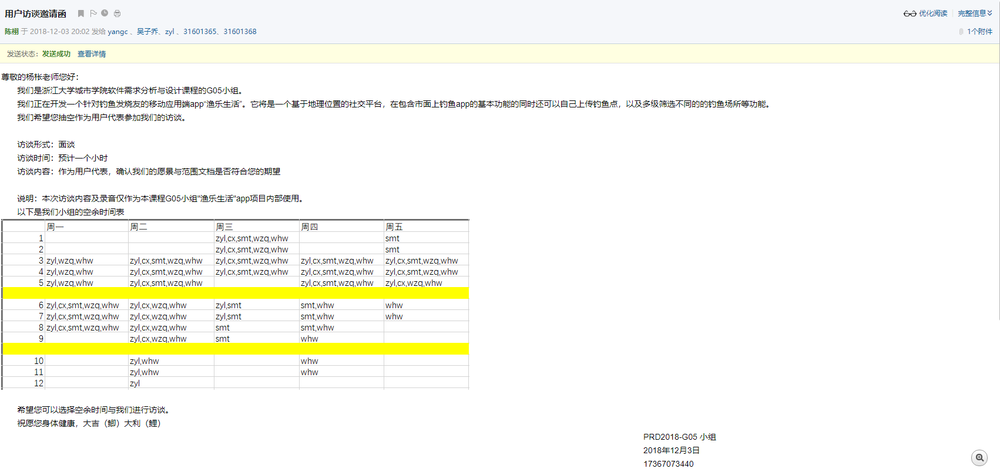 用户访谈邀请函
优化阅读 完整信息
陈栩 于 2018-12-03 20:02 发给 yangc 、吴子乔、zyl 、31601365、31601368
1个附件
发送状态：发送成功 查看详情
尊敬的杨枨老师您好：
我们是浙江大学城市学院软件需求分析与设计课程的G05小组。
我们正在开发一个针对钓鱼发烧友的移动应用端app“渔乐生活”。它将是一个基于地理位置的社交平台，在包含市面上钓鱼app的基本功能的同时还可以自己上传钓鱼点，以及多级筛选不同的的钓鱼场所等功能。
我们希望您抽空作为用户代表参加我们的访谈。
访谈形式：面谈
访谈时间：预计一个小时
访谈内容：作为用户代表，确认我们的愿景与范围文档是否符合您的期望
说明：本次访谈内容及录音仅作为本课程G05小组"渔乐生活"app项目内部使用。
以下是我们小组的空余时间表
周一 周二 周三 周四 周五
1 zyl,cx,smt,wzq,whw smt
2 zyl,cx,smt,wzq,whw smt
3 zyl,wzq,whw zyl,cx,smt,wzq,whw zyl,cx,smt,wzq,whw zyl,cx,smt,wzq,whw zyl,cx,smt,wzq,whw
4 zyl,wzq,whw zyl,cx,smt,wzq,whw zyl,cx,smt,wzq,whw zyl,cx,smt,wzq,whw zyl,cx,smt,wzq,whw
5 zyl,wzq,whw zyl,cx,smt,wzq,whw zyl,cx,smt,wzq,whw zyl,cx,wzq,whw
6 zyl,cx,smt,wzq,whw zyl,cx,wzq,whw zyl,smt smt,whw whw
7 zyl,cx,smt,wzq,whw zyl,cx,wzq,whw zyl,smt smt,whw whw
8 zyl,cx,smt,wzq,whw zyl,cx,wzq,whw smt smt,whw
9 zyl,cx,wzq,whw smt whw
10 zyl,whw whw
11 zyl,whw whw
12 zyl
希望您可以选择空余时间与我们进行访谈。
祝愿您身体健康，大吉（鲫）大利（鲤）
PRD2018-G05 小组
2018年12月3日
17367073440